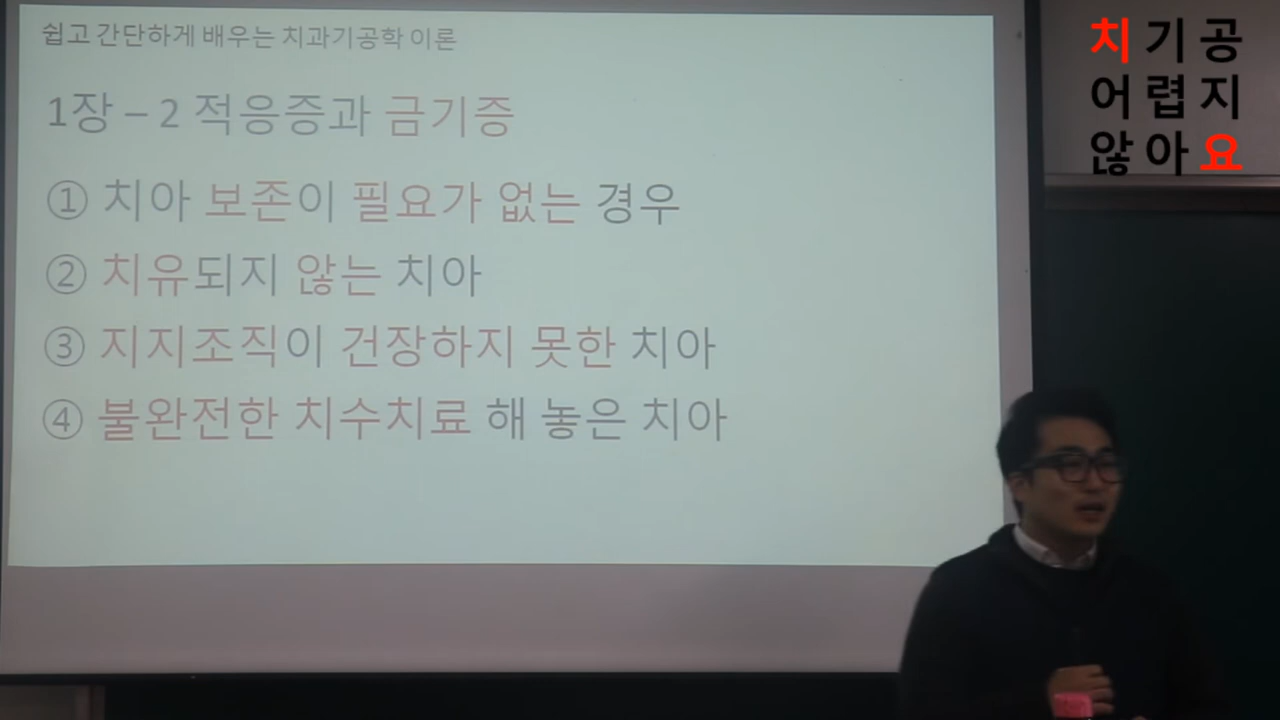 쉽고 간단하게 배우는 치과기공학 이론
1장 – 2 적응증과 금기증
① 치아 보존이 필요가 없는 경우
② 치유되지 않는 치아
③ 지지조직이 건장하지 못한 치아
④ 불완전한 치수치료 해 놓은 치아
치기공
어렵지
않아요